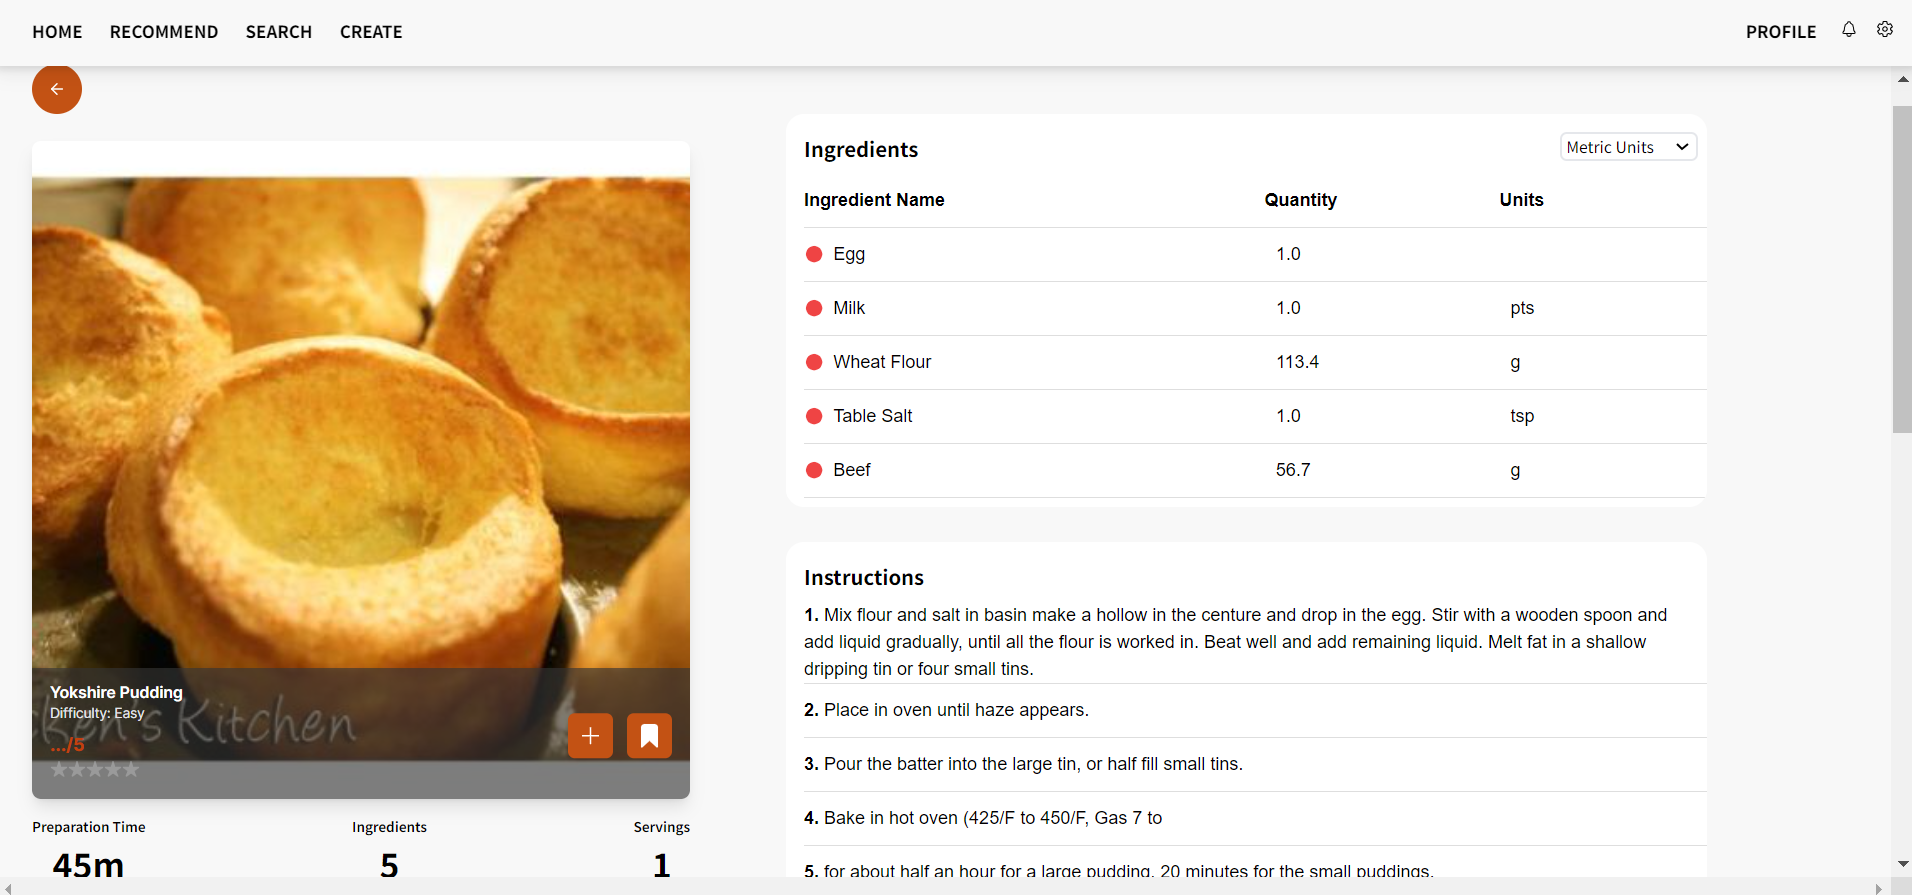 HOME RECOMMEND SEARCH CREATE PROFILE
Yokshire Pudding
Difficulty: Easy
Kitchen
.../5
Preparation Time Ingredients Servings
45m 5 1
Ingredients Metric Units
Ingredient Name Quantity Units
Egg 1.0
Milk 1.0 pts
Wheat Flour 113.4 g
Table Salt 1.0 tsp
Beef 56.7 g
Instructions
1. Mix flour and salt in basin make a hollow in the centure and drop in the egg. Stir with a wooden spoon and
add liquid gradually, until all the flour is worked in. Beat well and add remaining liquid. Melt fat in a shallow
dripping tin or four small tins.
2. Place in oven until haze appears.
3. Pour the batter into the large tin, or half fill small tins.
4. Bake in hot oven (425/F to 450/F, Gas 7 to
5. for about half an hour for a large pudding, 20 minutes for the small puddings.